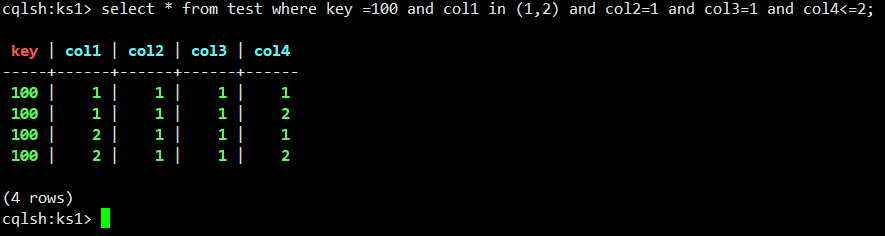 cqlsh:ks1> select * from test where key =100 and col1 in (1,2) and col2=1 and col3=1 and col4<=2;
 key | col1 | col2 | col3 | col4
-----+------+------+------+------
 100 |    1 |    1 |    1 |    1
 100 |    1 |    1 |    1 |    2
 100 |    2 |    1 |    1 |    1
 100 |    2 |    1 |    1 |    2
(4 rows)
cqlsh:ks1>